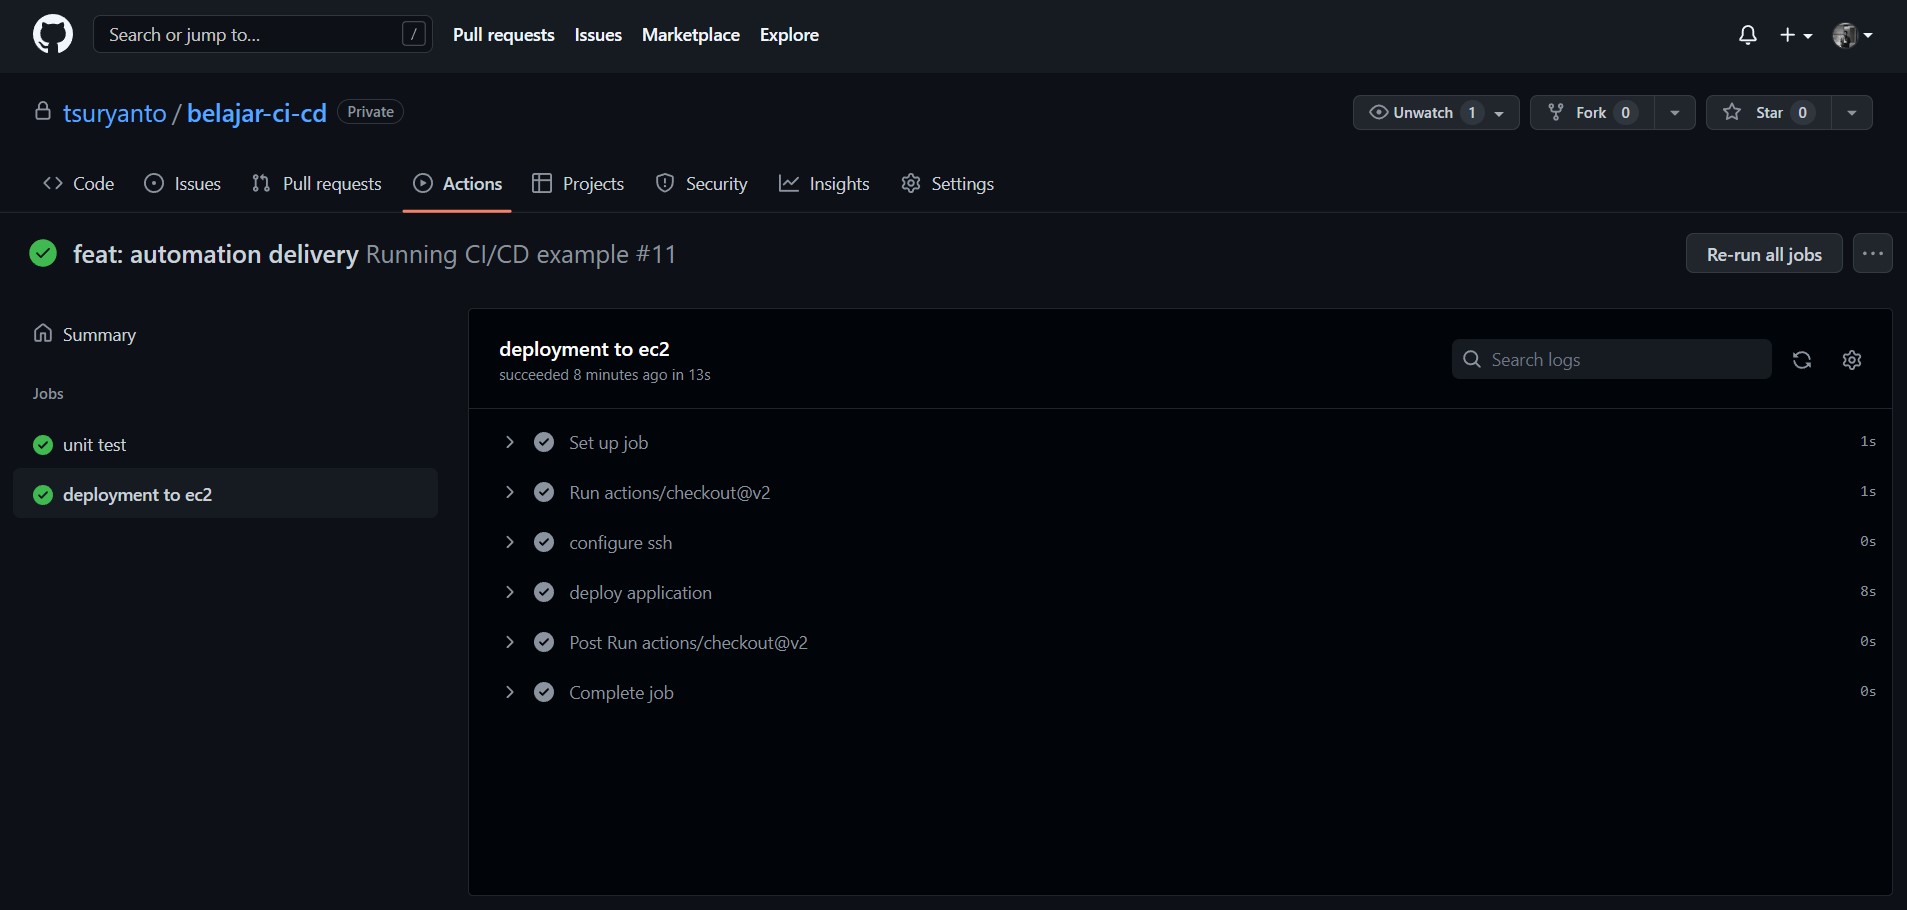 Search or jump to... / Pull requests Issues Marketplace Explore
tsuryanto / belajar-ci-cd Private Unwatch 1 Fork 0 Star 0
Code Issues Pull requests Actions Projects Security Insights Settings
feat: automation delivery Running CI/CD example #11 Re-run all jobs ...
Summary
Jobs
unit test
deployment to ec2
deployment to ec2
succeeded 8 minutes ago in 13s
Search logs
Set up job 1s
Run actions/checkout@v2 1s
configure ssh 0s
deploy application 8s
Post Run actions/checkout@v2 0s
Complete job 0s